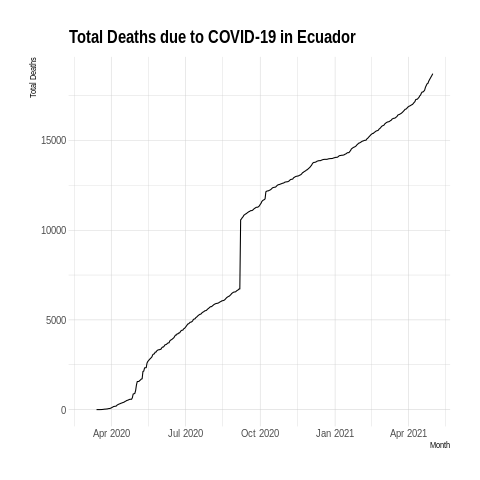 Total Deaths due to COVID-19 in Ecuador
Total Deaths
15000
10000
5000
0
Apr 2020 Jul 2020 Oct 2020 Jan 2021 Apr 2021
Month